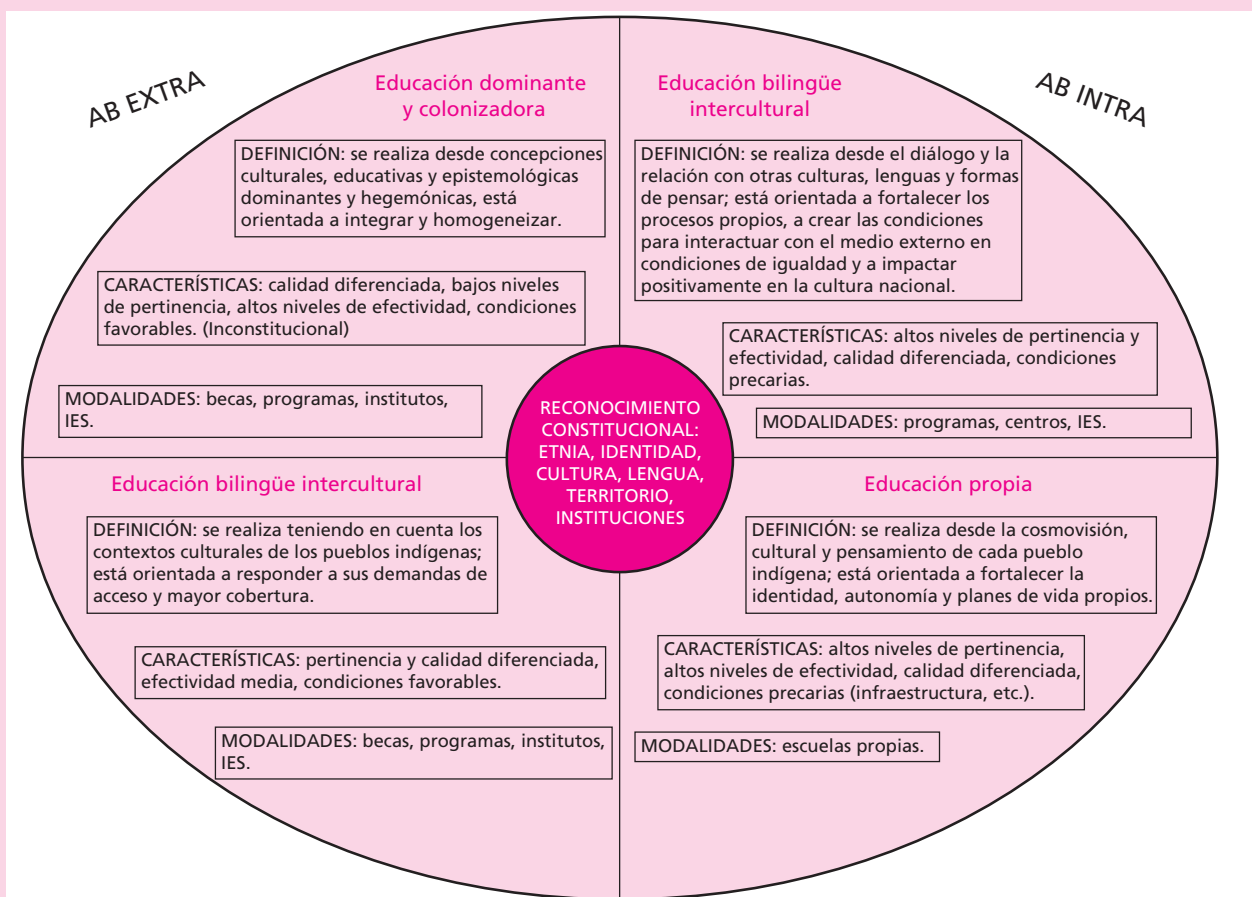 AB EXTRA
Educación dominante
y colonizadora
DEFINICIÓN: se realiza desde concepciones
culturales, educativas y epistemológicas
dominantes y hegemónicas, está
orientada a integrar y homogeneizar.
CARACTERÍSTICAS: calidad diferenciada, bajos niveles
de pertinencia, altos niveles de efectividad, condiciones
favorables. (Inconstitucional)
MODALIDADES: becas, programas, institutos,
IES.
AB INTRA
Educación bilingüe
intercultural
DEFINICIÓN: se realiza desde el diálogo y la
relación con otras culturas, lenguas y formas
de pensar; está orientada a fortalecer los
procesos propios, a crear las condiciones
para interactuar con el medio externo en
condiciones de igualdad y a impactar
positivamente en la cultura nacional.
CARACTERÍSTICAS: altos niveles de pertinencia y
efectividad, calidad diferenciada, condiciones
precarias.
MODALIDADES: programas, centros, IES.
RECONOCIMIENTO
CONSTITUCIONAL:
ETNIA, IDENTIDAD,
CULTURA, LENGUA,
TERRITORIO,
INSTITUCIONES
Educación bilingüe intercultural
DEFINICIÓN: se realiza teniendo en cuenta los
contextos culturales de los pueblos indígenas;
está orientada a responder a sus demandas de
acceso y mayor cobertura.
CARACTERÍSTICAS: pertinencia y calidad diferenciada,
efectividad media, condiciones favorables.
MODALIDADES: becas, programas, institutos,
IES.
Educación propia
DEFINICIÓN: se realiza desde la cosmovisión,
cultural y pensamiento de cada pueblo
indígena; está orientada a fortalecer la
identidad, autonomía y planes de vida propios.
CARACTERÍSTICAS: altos niveles de pertinencia,
altos niveles de efectividad, calidad diferenciada,
condiciones precarias (infraestructura, etc.).
MODALIDADES: escuelas propias.